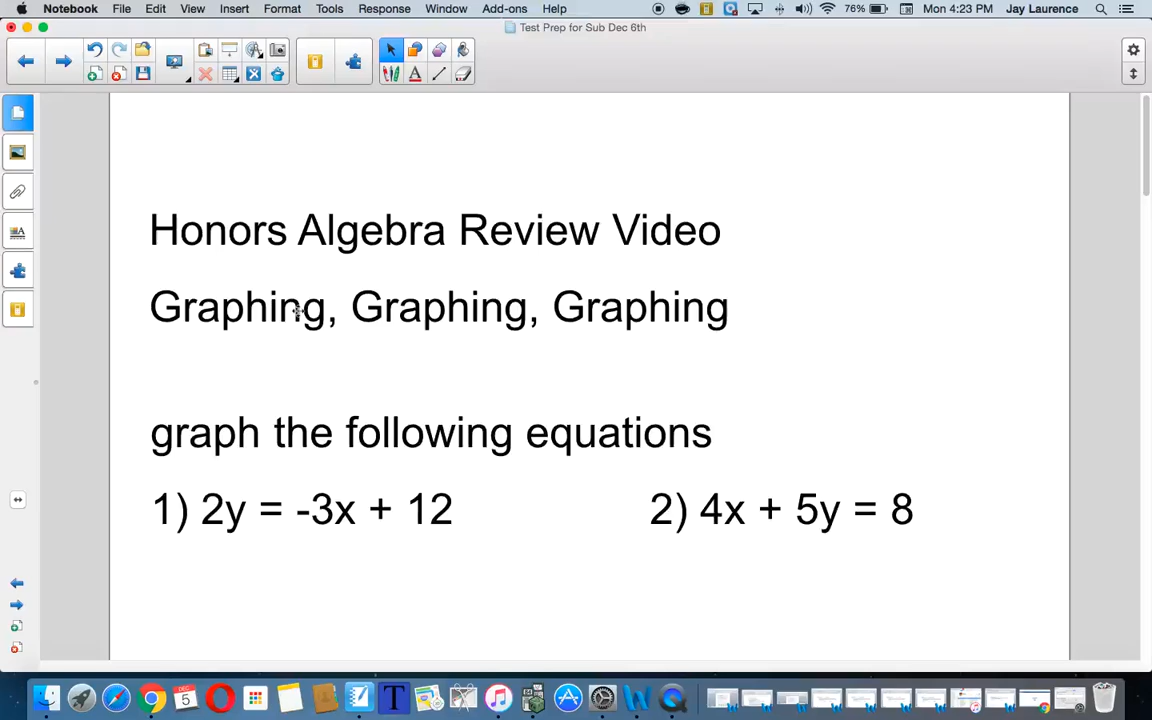 Notebook File Edit View Insert Format Tools Response Window Add-ons Help 76% Mon 4:23 PM Jay Laurence
Test Prep for Sub Dec 6th
Honors Algebra Review Video
Graphing, Graphing, Graphing
graph the following equations
1) 2y = -3x + 12 2) 4x + 5y = 8